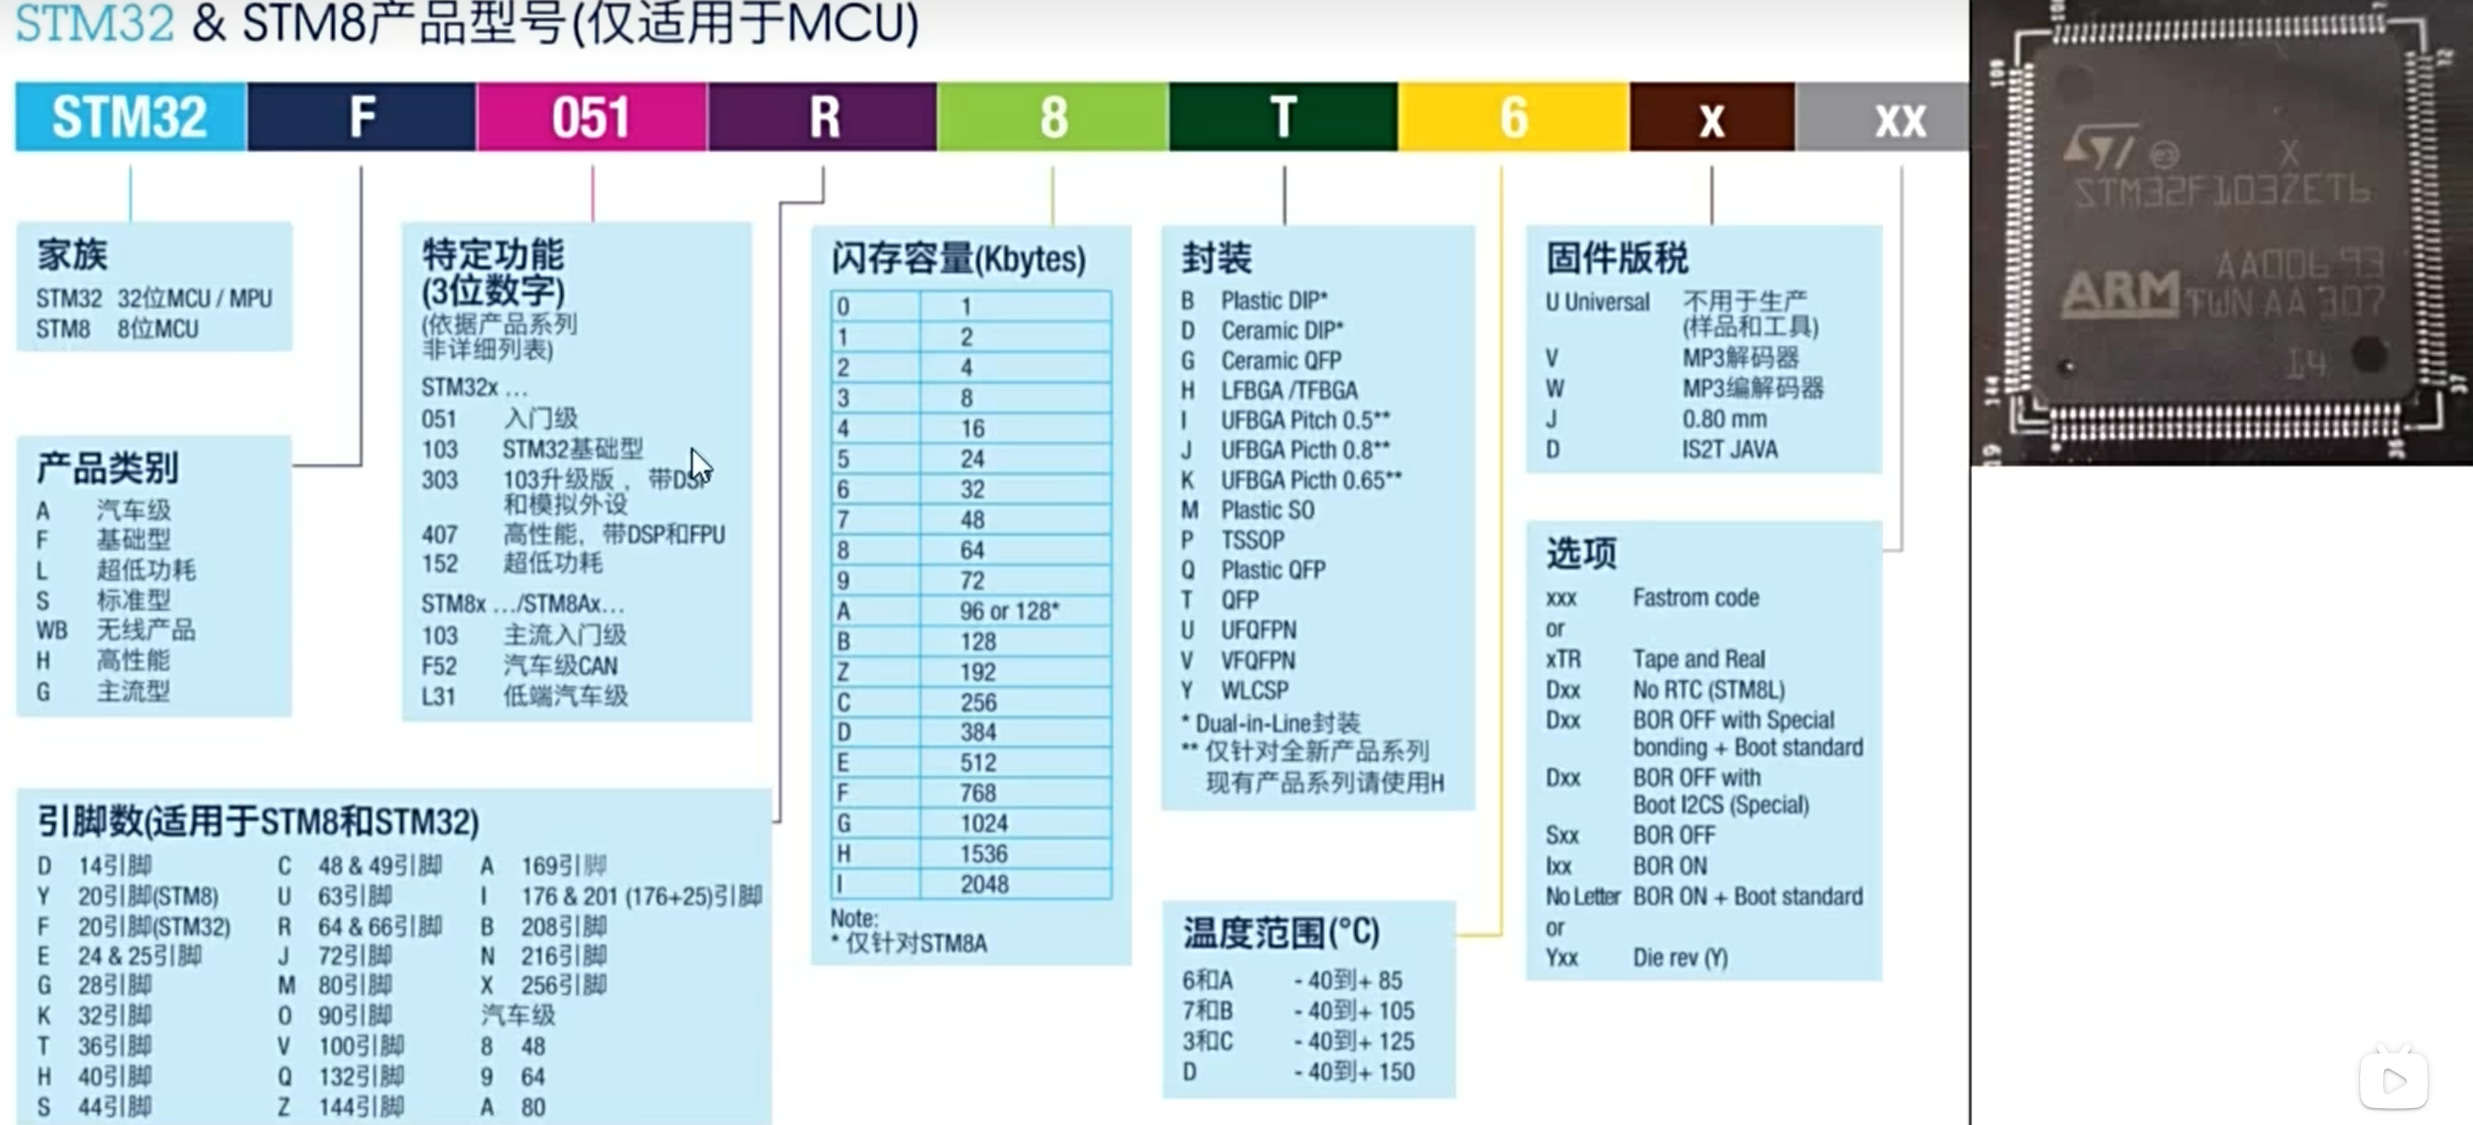 STM32 & STM8产品型号(仅适用于MCU)
STM32 F 051 R 8 T 6 x xx
家族
STM32 32位MCU / MPU
STM8 8位MCU
产品类别
A 汽车级
F 基础型
L 超低功耗
S 标准型
WB 无线产品
H 高性能
G 主流型
特定功能
(3位数字)
(依据产品系列
非详细列表)
STM32x ...
051 入门级
103 STM32基础型
303 103升级版，带DSP
和模拟外设
407 高性能，带DSP和FPU
152 超低功耗
STM8x .../STM8Ax...
103 主流入门级
F52 汽车级CAN
L31 低端汽车级
引脚数(适用于STM8和STM32)
D 14引脚 C 48 & 49引脚 A 169引脚
Y 20引脚(STM8) U 63引脚 I 176 & 201 (176+25)引脚
F 20引脚(STM32) R 64 & 66引脚 B 208引脚
E 24 & 25引脚 J 72引脚 N 216引脚
G 28引脚 M 80引脚 X 256引脚
K 32引脚 O 90引脚 汽车级
T 36引脚 V 100引脚 8 48
H 40引脚 Q 132引脚 9 64
S 44引脚 Z 144引脚 A 80
闪存容量(Kbytes)
0 1
1 2
2 4
3 8
4 16
5 24
6 32
7 48
8 64
9 72
A 96 or 128*
B 128
Z 192
C 256
D 384
E 512
F 768
G 1024
H 1536
I 2048
Note:
* 仅针对STM8A
封装
B Plastic DIP*
D Ceramic DIP*
G Ceramic QFP
H LFBGA /TFBGA
I UFBGA Pitch 0.5**
J UFBGA Picth 0.8**
K UFBGA Picth 0.65**
M Plastic SO
P TSSOP
Q Plastic QFP
T QFP
U UFQFPN
V VFQFPN
Y WLCSP
* Dual-in-Line封装
** 仅针对全新产品系列
现有产品系列请使用H
温度范围(°C)
6和A - 40到+ 85
7和B - 40到+ 105
3和C - 40到+ 125
D - 40到+ 150
固件版税
U Universal 不用于生产
(样品和工具)
V MP3解码器
W MP3编解码器
J 0.80 mm
D IS2T JAVA
选项
xxx Fastrom code
or
xTR Tape and Real
Dxx No RTC (STM8L)
Dxx BOR OFF with Special
bonding + Boot standard
Dxx BOR OFF with
Boot I2CS (Special)
Sxx BOR OFF
Ixx BOR ON
No Letter BOR ON + Boot standard
or
Yxx Die rev (Y)
ST e3 X
STM32F103ZET6
AA006 93
ARM TWN AA 307
14
109
72
144
37
36